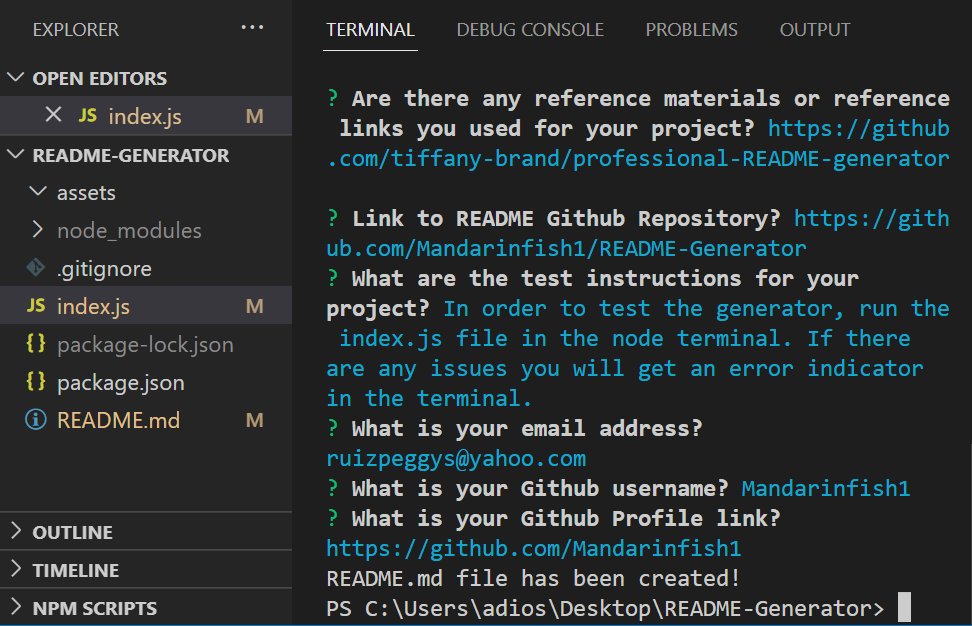 EXPLORER
OPEN EDITORS
JS index.js M
README-GENERATOR
assets
node_modules
.gitignore
JS index.js M
{} package-lock.json
{} package.json
README.md M
OUTLINE
TIMELINE
NPM SCRIPTS
TERMINAL DEBUG CONSOLE PROBLEMS OUTPUT
? Are there any reference materials or reference
links you used for your project? https://github
.com/tiffany-brand/professional-README-generator
? Link to README Github Repository? https://gith
ub.com/Mandarinfish1/README-Generator
? What are the test instructions for your
project? In order to test the generator, run the
index.js file in the node terminal. If there
are any issues you will get an error indicator
in the terminal.
? What is your email address?
ruizpeggys@yahoo.com
? What is your Github username? Mandarinfish1
? What is your Github Profile link?
https://github.com/Mandarinfish1
README.md file has been created!
PS C:\Users\adios\Desktop\README-Generator>